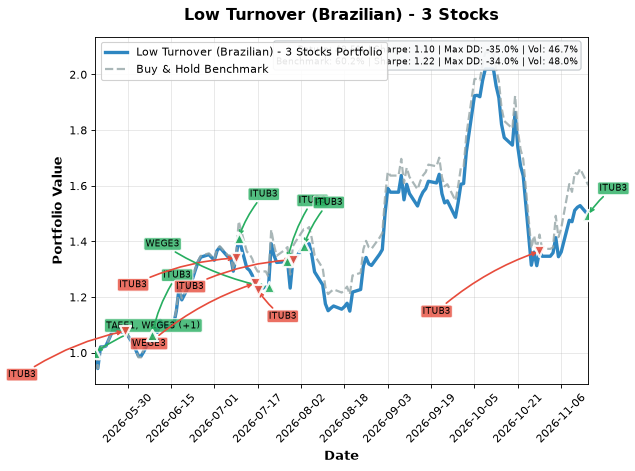 Low Turnover (Brazilian) - 3 Stocks
Low Turnover (Brazilian) - 3 Stocks Portfolio
Buy & Hold Benchmark
Sharpe: 1.10 | Max DD: -35.0% | Vol: 46.7%
Benchmark: 60.2% | Sharpe: 1.22 | Max DD: -34.0% | Vol: 48.0%
Portfolio Value
2.0
1.8
1.6
1.4
1.2
1.0
ITUB3
ITUB3
ITUB3
ITUB3
WEGE3
ITUB3
ITUB3
ITUB3
ITUB3
ITUB3
(+1)
WEGE3
ITUB3
2026-05-30
2026-06-15
2026-07-01
2026-07-17
2026-08-02
2026-08-18
2026-09-03
2026-09-19
2026-10-05
2026-10-21
2026-11-06
Date